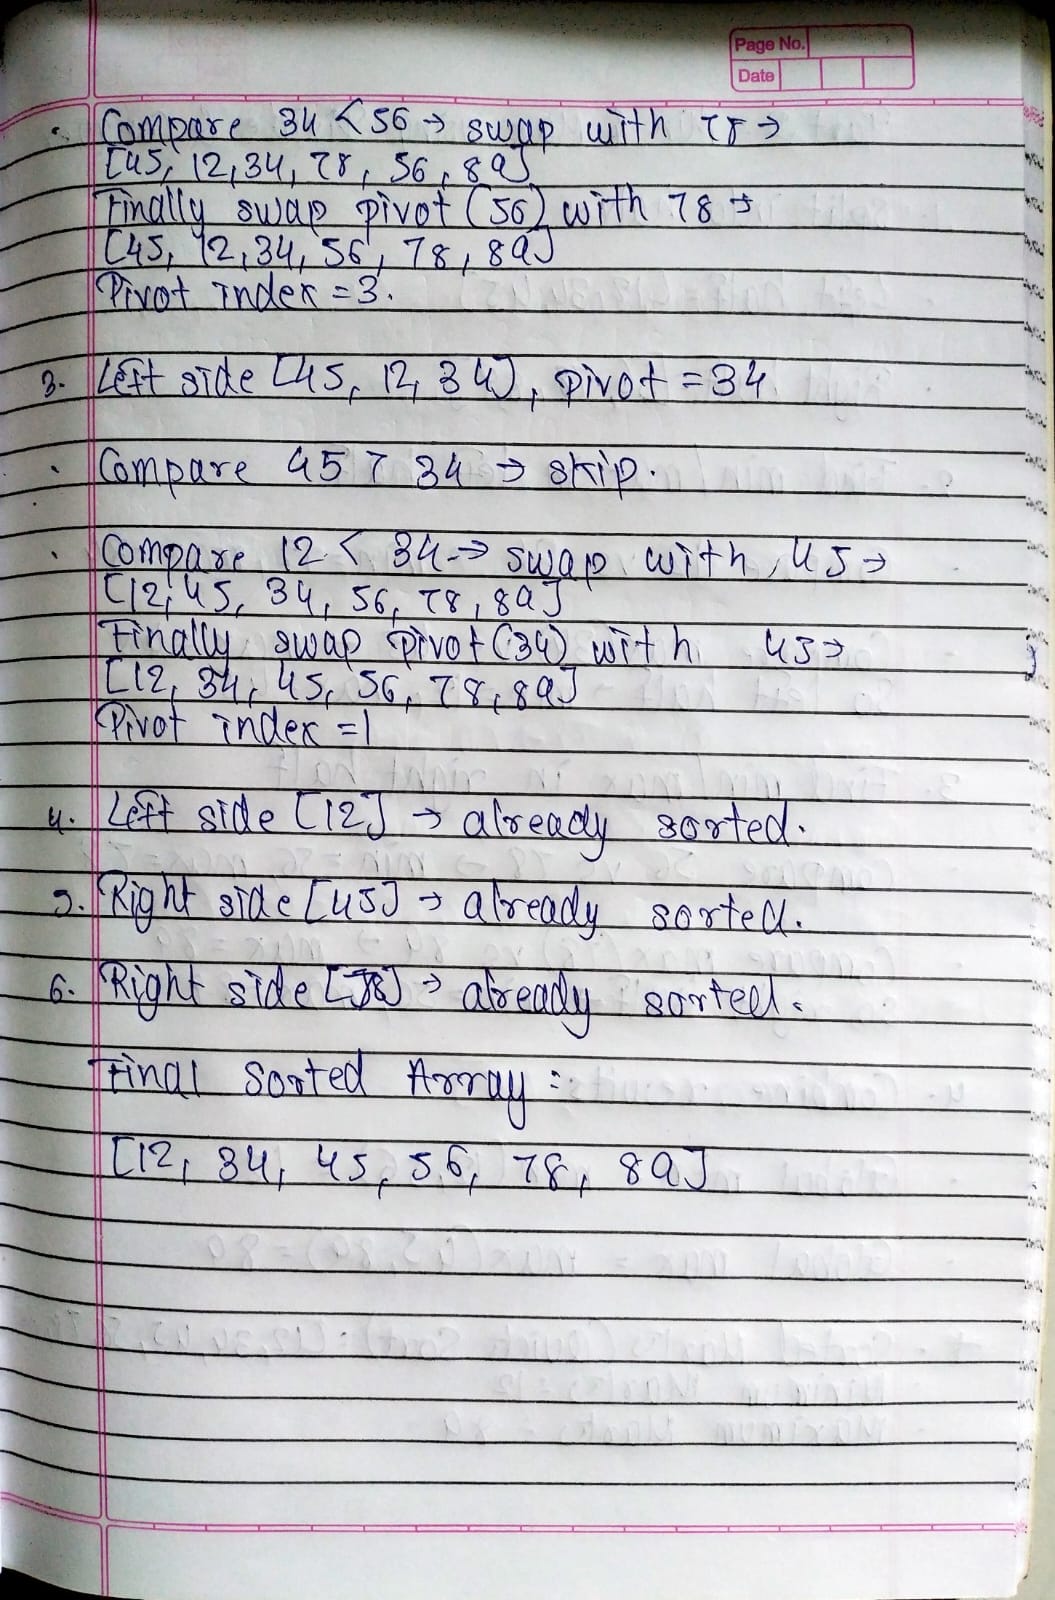 Page No.
Date
. Compare 34 < 56 → swap with 78 →
[45, 12, 34, 78, 56, 89]
Finally swap pivot (56) with 78 →
[45, 12, 34, 56, 78, 89]
Pivot index = 3.
3. Left side [45, 12, 34], pivot = 34
. Compare 45 > 34 → skip.
. Compare 12 < 34 → swap with 45 →
[12, 45, 34, 56, 78, 89]
Finally swap pivot (34) with 45 →
[12, 34, 45, 56, 78, 89]
Pivot index = 1
4. Left side [12] → already sorted.
5. Right side [45] → already sorted.
6. Right side [78] → already sorted.
Final Sorted Array :
[12, 34, 45, 56, 78, 89]